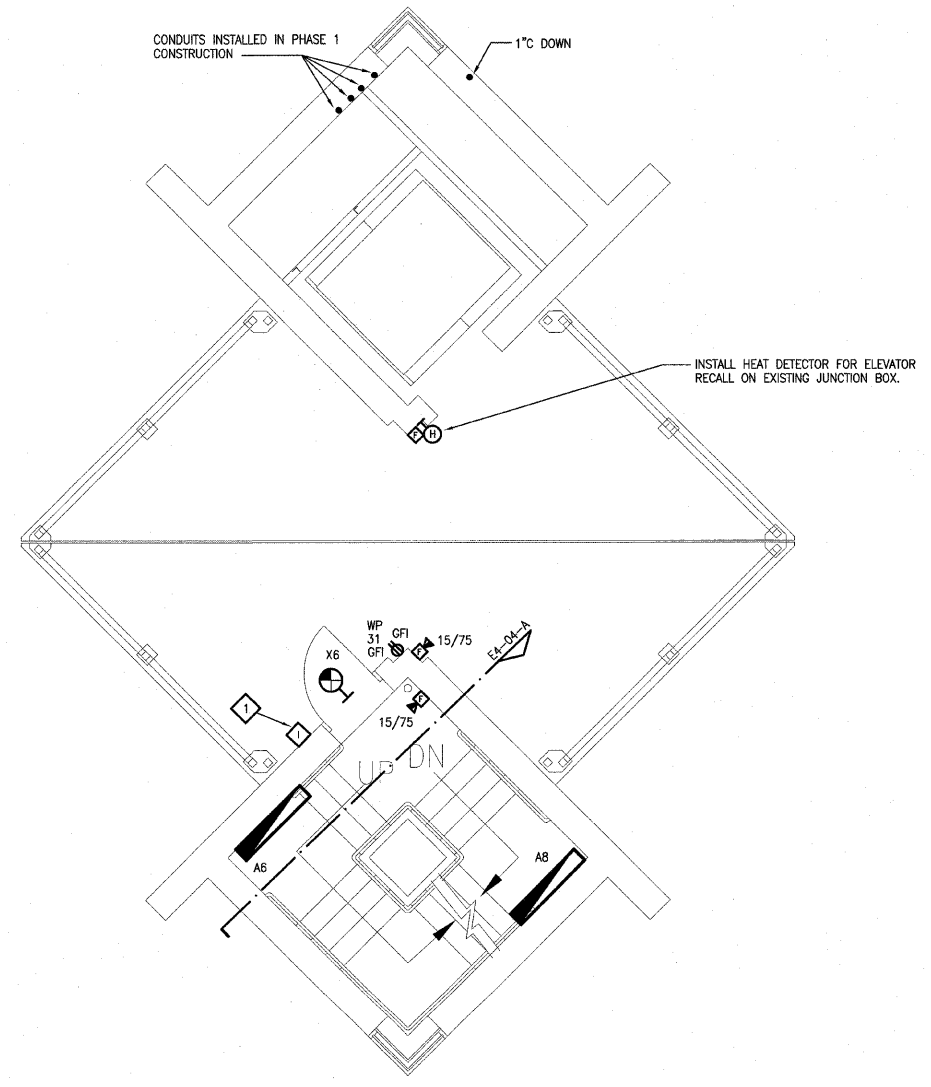 CONDUITS INSTALLED IN PHASE 1
CONSTRUCTION
1"C DOWN
INSTALL HEAT DETECTOR FOR ELEVATOR
RECALL ON EXISTING JUNCTION BOX.
F
H
WP
31
GFI
GFI
F
15/75
E4-04-A
X6
1
I
F
15/75
UP
DN
A6
A8